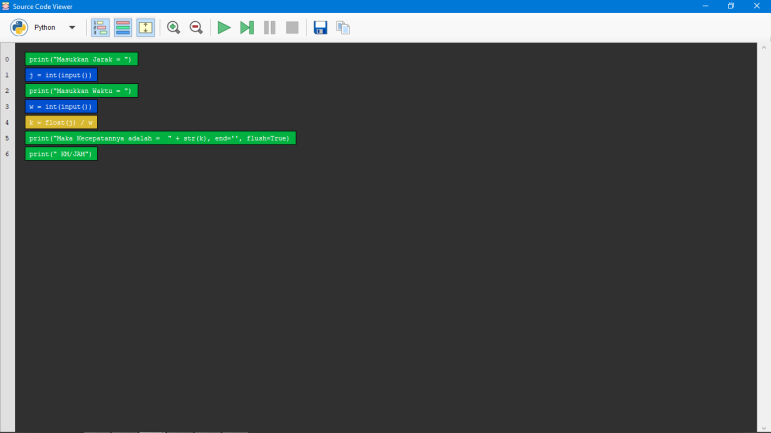 Source Code Viewer
Python
0 print("Masukkan Jarak = ")
1 j = int(input())
2 print("Masukkan Waktu = ")
3 w = int(input())
4 k = float(j) / w
5 print("Maka Kecepatannya adalah =  " + str(k), end='', flush=True)
6 print(" KM/JAM")